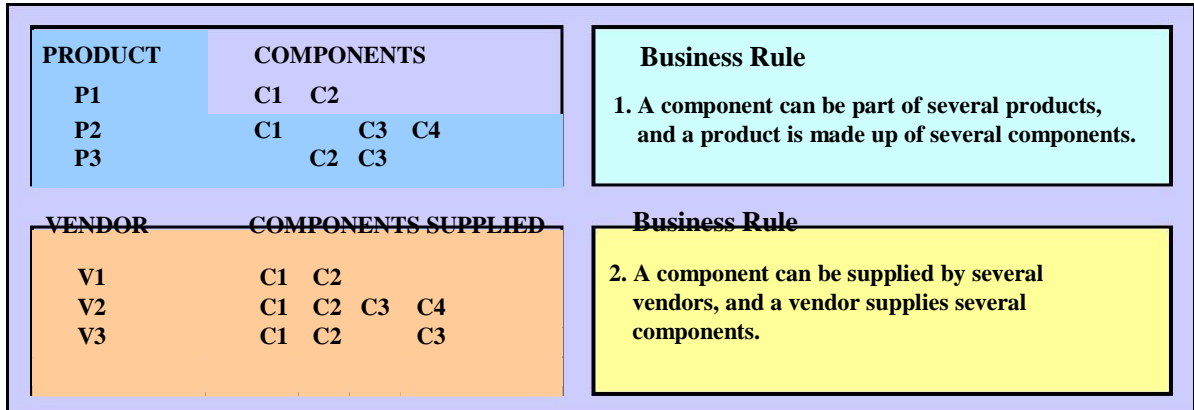 PRODUCT COMPONENTS
P1 C1 C2
P2 C1 C3 C4
P3 C2 C3
Business Rule
1. A component can be part of several products,
and a product is made up of several components.
VENDOR COMPONENTS SUPPLIED
V1 C1 C2
V2 C1 C2 C3 C4
V3 C1 C2 C3
Business Rule
2. A component can be supplied by several
vendors, and a vendor supplies several
components.